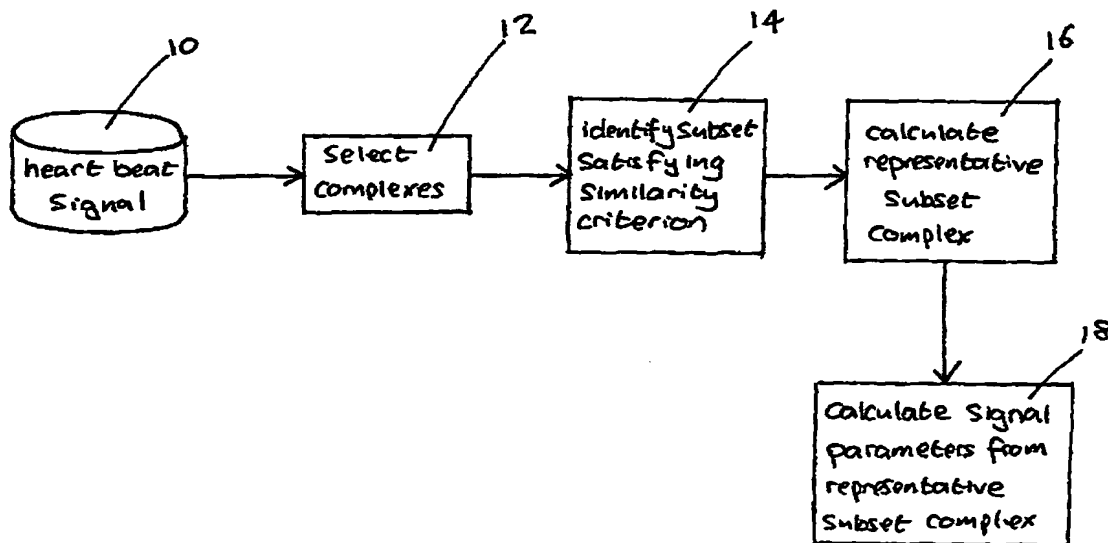 10
12
14
16
heart beat
signal
select
complexes
identify subset
satisfying
similarity
criterion
calculate
representative
subset
complex
18
calculate signal
parameters from
representative
subset complex